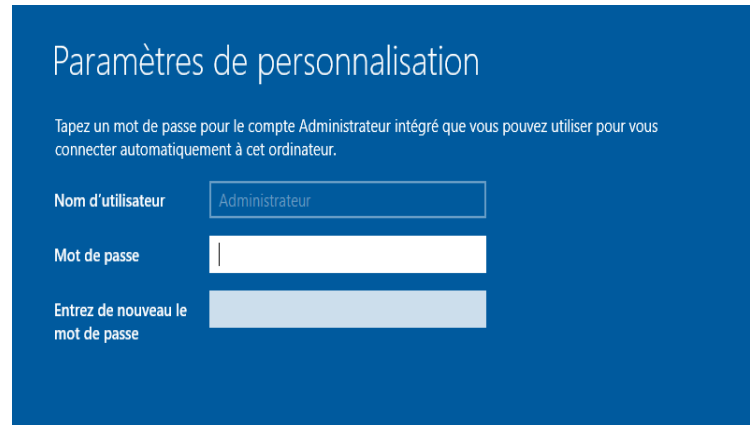 Paramètres de personnalisation
Tapez un mot de passe pour le compte Administrateur intégré que vous pouvez utiliser pour vous
connecter automatiquement à cet ordinateur.
Nom d'utilisateur
Administrateur
Mot de passe
Entrez de nouveau le
mot de passe